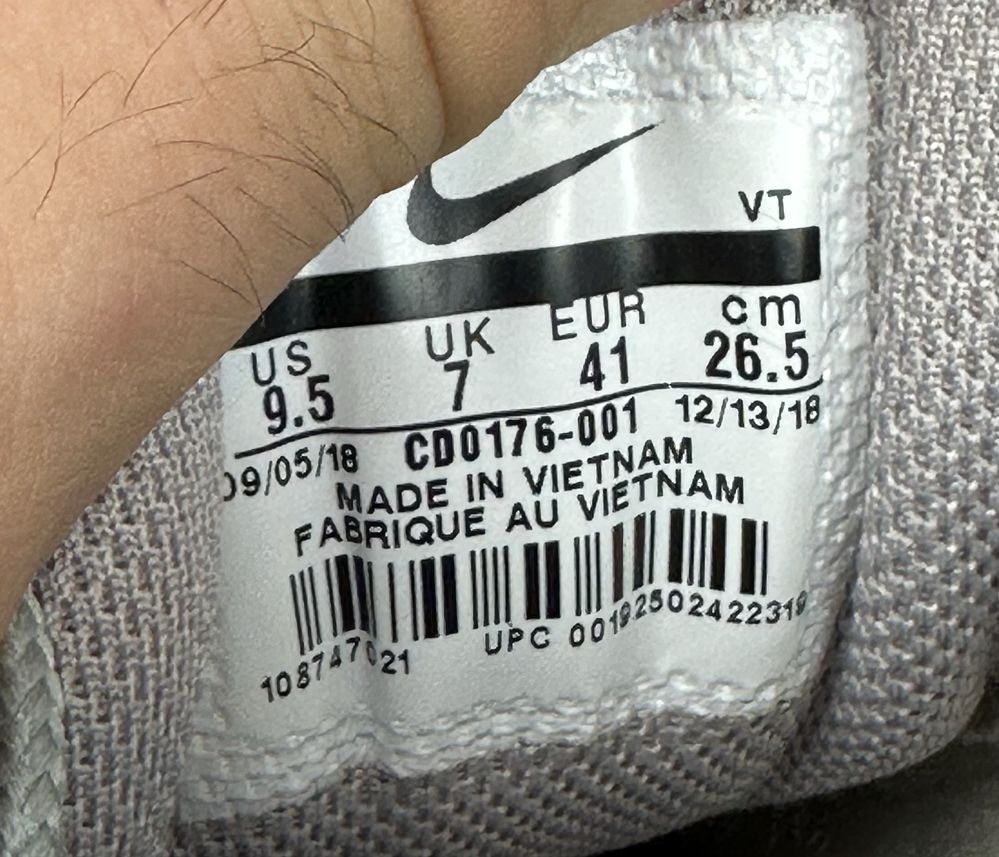 VT
US UK EUR cm
9.5 7 41 26.5
09/05/18 CD0176-001 12/13/18
MADE IN VIETNAM
FABRIQUE AU VIETNAM
UPC 00192502422319